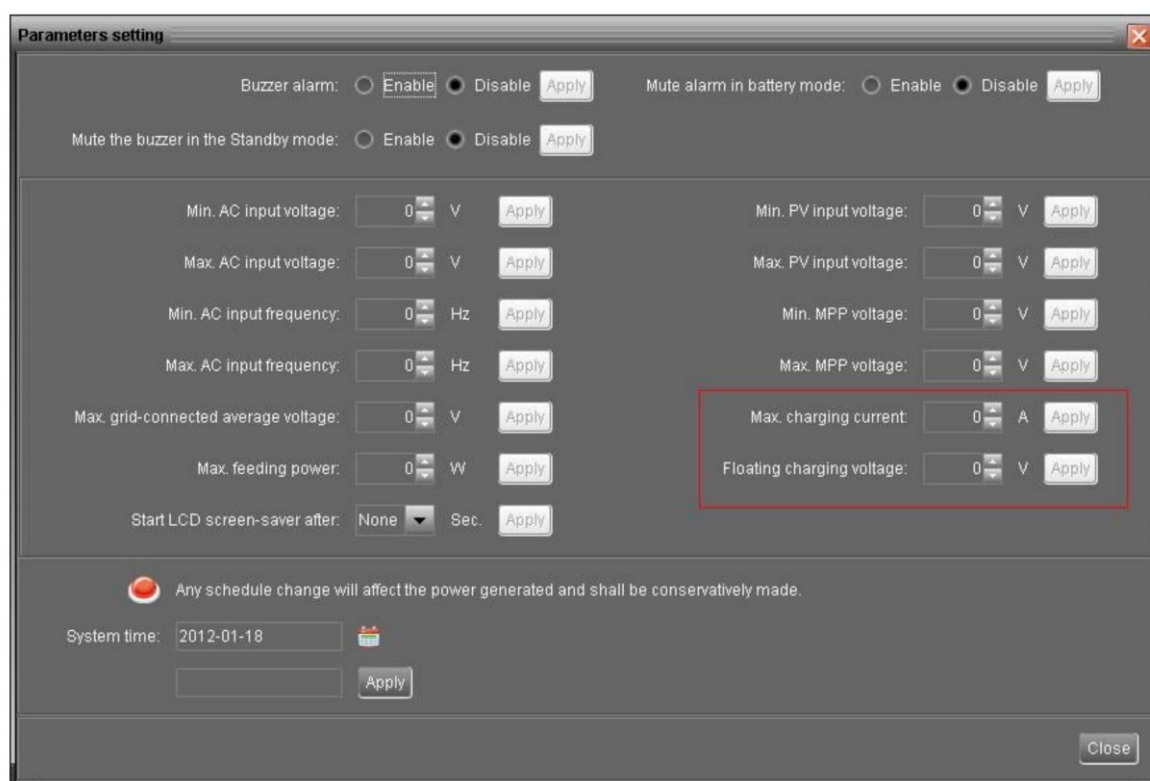 Parameters setting
Buzzer alarm: Enable Disable Apply Mute alarm in battery mode: Enable Disable Apply
Mute the buzzer in the Standby mode: Enable Disable Apply
Min. AC input voltage: 0 V Apply Min. PV input voltage: 0 V Apply
Max. AC input voltage: 0 V Apply Max. PV input voltage: 0 V Apply
Min. AC input frequency: 0 Hz Apply Min. MPP voltage: 0 V Apply
Max. AC input frequency: 0 Hz Apply Max. MPP voltage: 0 V Apply
Max. grid-connected average voltage: 0 V Apply Max. charging current: 0 A Apply
Max. feeding power: 0 W Apply Floating charging voltage: 0 V Apply
Start LCD screen-saver after: None Sec. Apply
Any schedule change will affect the power generated and shall be conservatively made.
System time: 2012-01-18
Apply
Close